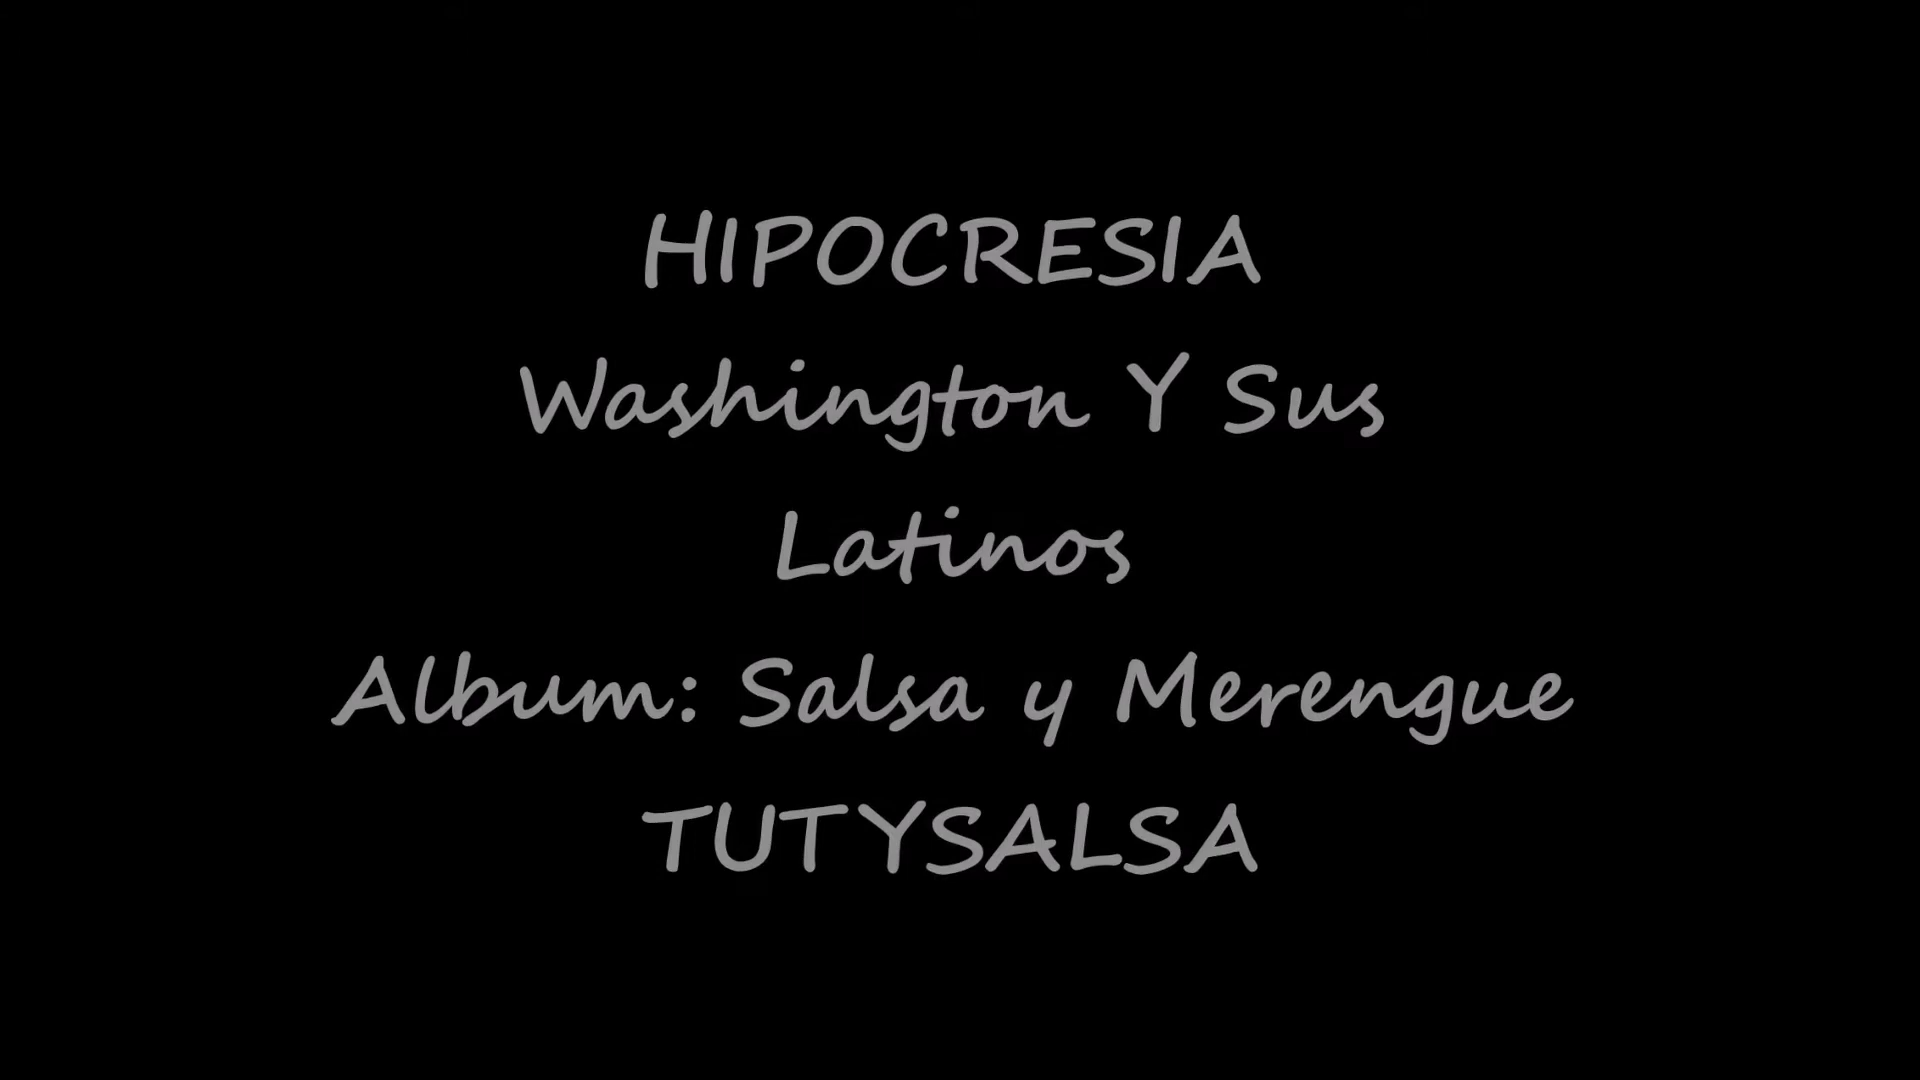 HIPOCRESIA
Washington Y Sus
Latinos
Album: Salsa y Merengue
TUTYSALSA